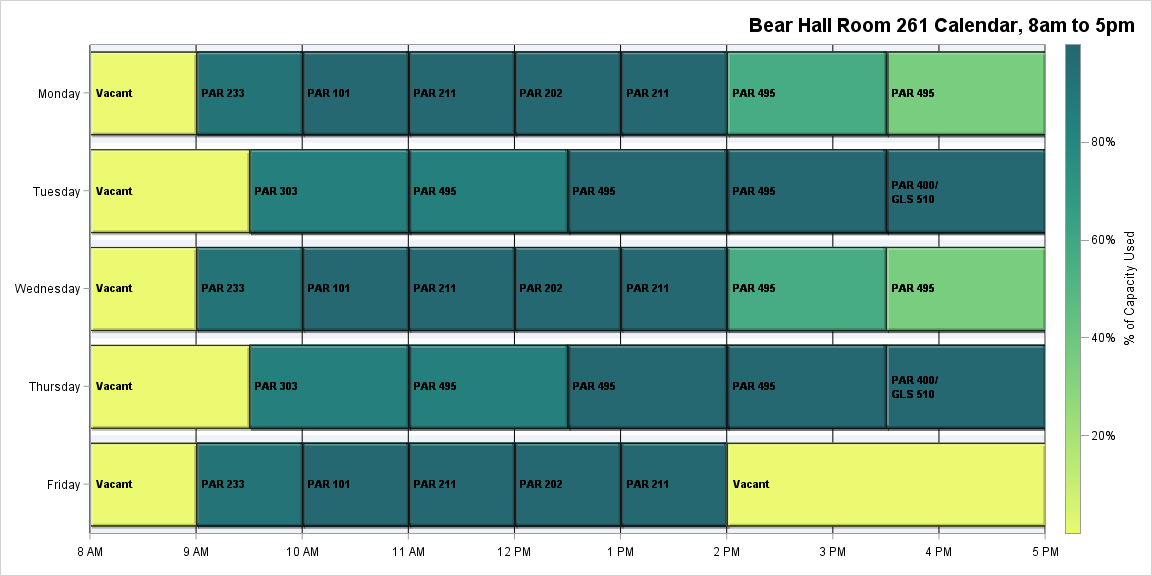 Bear Hall Room 261 Calendar, 8am to 5pm
Monday
Vacant
PAR 233
PAR 101
PAR 211
PAR 202
PAR 211
PAR 495
PAR 495
Tuesday
Vacant
PAR 303
PAR 495
PAR 495
PAR 495
PAR 400/
GLS 510
Wednesday
Vacant
PAR 233
PAR 101
PAR 211
PAR 202
PAR 211
PAR 495
PAR 495
Thursday
Vacant
PAR 303
PAR 495
PAR 495
PAR 495
PAR 400/
GLS 510
Friday
Vacant
PAR 233
PAR 101
PAR 211
PAR 202
PAR 211
Vacant
8 AM
9 AM
10 AM
11 AM
12 PM
1 PM
2 PM
3 PM
4 PM
5 PM
80%
60%
40%
20%
% of Capacity Used